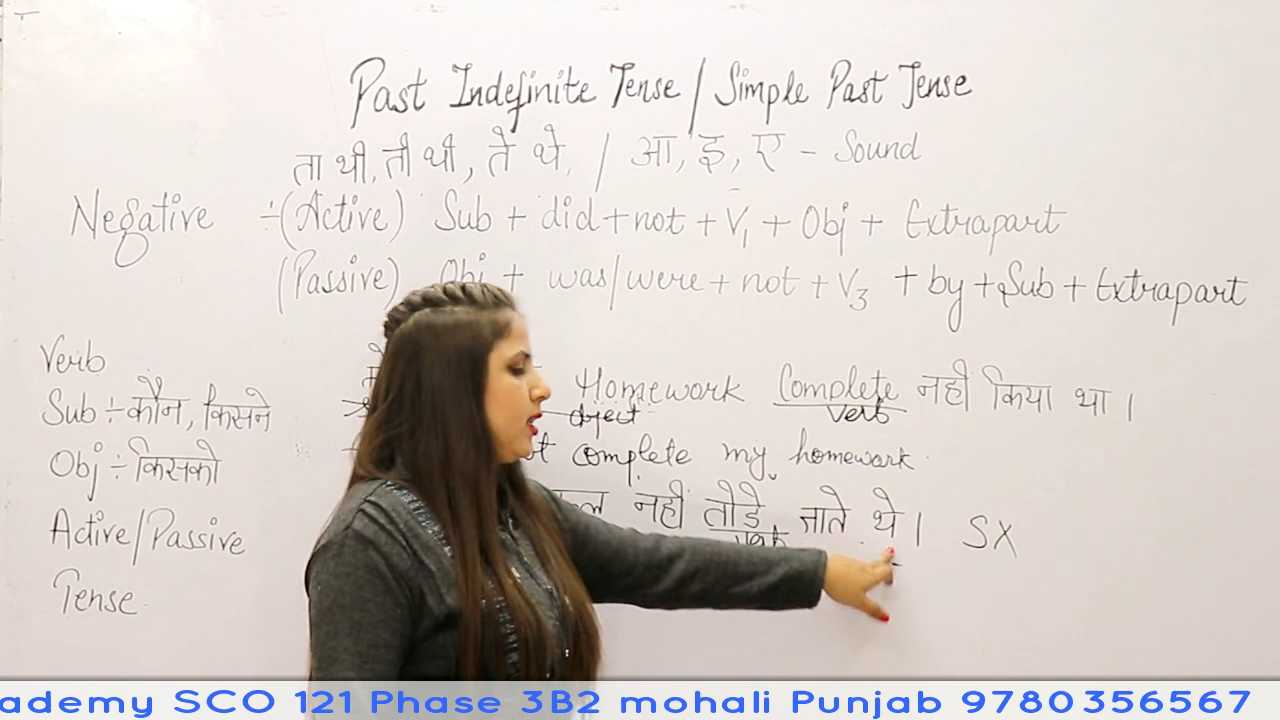 Past Indefinite Tense / Simple Past Tense
ता थी, ती थी, ते थे, / आ, इ, ए - Sound
Negative ÷ (Active) Sub + did + not + V₁ + Obj + Extrapart
(Passive) Obj + was/were + not + V₃ + by + Sub + Extrapart
Verb
Homework Complete नही किया था।
Sub ÷ कौन, किसने
object verb
Obj ÷ किसको
complete my homework.
नही तोड़े जाते थे। SX
verb
Active/Passive
Tense
ademy SCO 121 Phase 3B2 mohali Punjab 9780356567